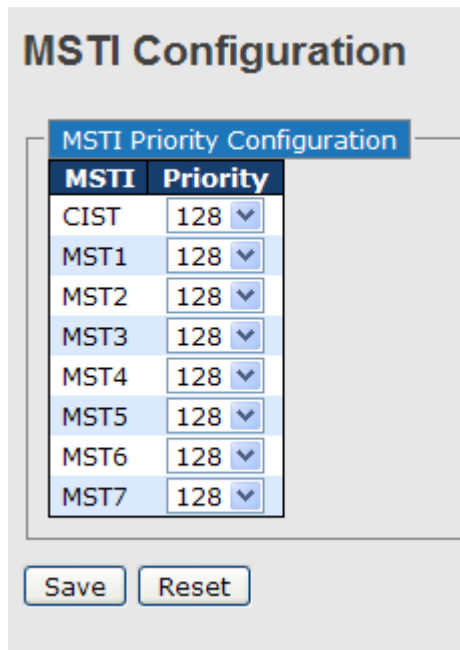 MSTI Configuration
MSTI Priority Configuration
MSTI Priority
CIST 128
MST1 128
MST2 128
MST3 128
MST4 128
MST5 128
MST6 128
MST7 128
Save Reset